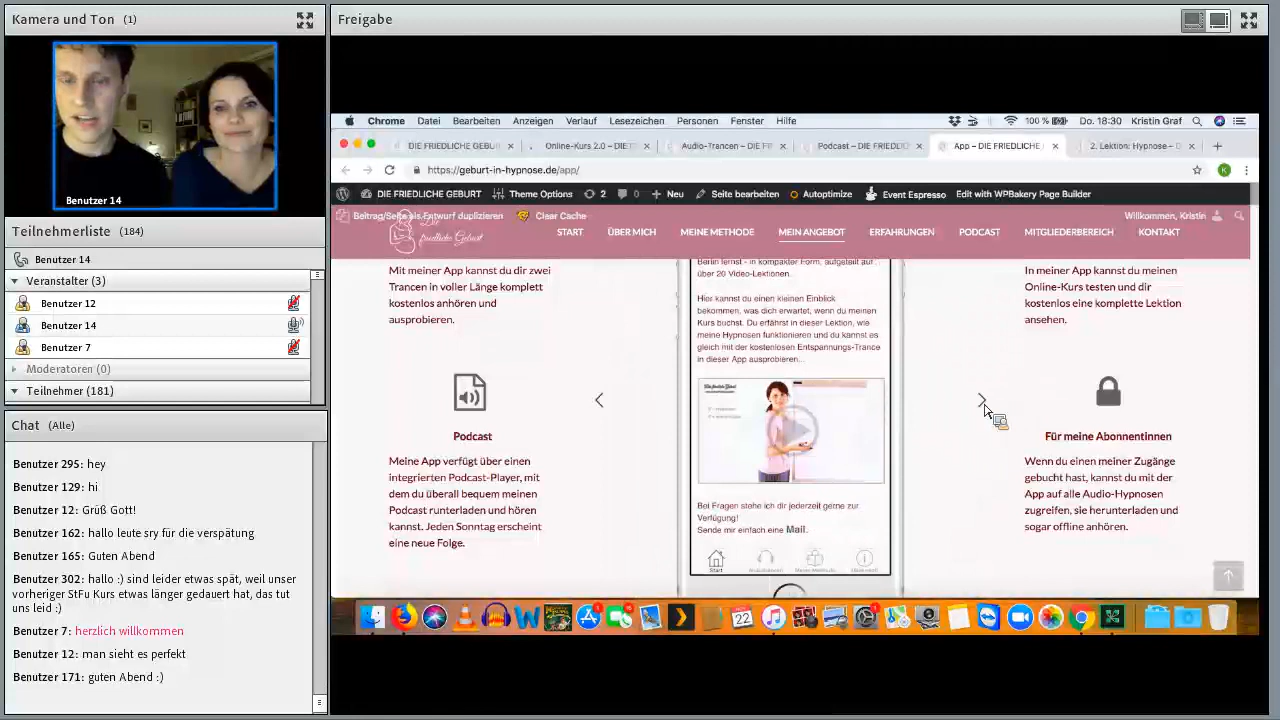 Kamera und Ton (1)
Benutzer 14
Teilnehmerliste (184)
Benutzer 14
Veranstalter (3)
Benutzer 12
Benutzer 14
Benutzer 7
Moderatoren (0)
Teilnehmer (181)
Chat (Alle)
Benutzer 295: hey
Benutzer 129: hi
Benutzer 12: Grüß Gott!
Benutzer 162: hallo leute sry für die verspätung
Benutzer 165: Guten Abend
Benutzer 302: hallo :) sind leider etwas spät, weil unser
vorheriger StFu Kurs etwas länger gedauert hat, das tut
uns leid :)
Benutzer 7: herzlich willkommen
Benutzer 12: man sieht es perfekt
Benutzer 171: guten Abend :)
Freigabe
Chrome Datei Bearbeiten Anzeigen Verlauf Lesezeichen Personen Fenster Hilfe 100 % Do. 18:30 Kristin Graf
DIE FRIEDLICHE GEBU Online-Kurs 2.0 – DIE Audio-Trancen – DIE F Podcast – DIE FRIEDLIC App – DIE FRIEDLICHE 2. Lektion: Hypnose – D
https://geburt-in-hypnose.de/app/
DIE FRIEDLICHE GEBURT Theme Options 2 0 Neu Seite bearbeiten Autoptimize Event Espresso Edit with WPBakery Page Builder
Beitrag/Seite als Entwurf duplizieren Clear Cache Willkommen, Kristin
Die
friedliche Geburt
START ÜBER MICH MEINE METHODE MEIN ANGEBOT ERFAHRUNGEN PODCAST MITGLIEDERBEREICH KONTAKT
Mit meiner App kannst du dir zwei
Trancen in voller Länge komplett
kostenlos anhören und
ausprobieren.
Podcast
Meine App verfügt über einen
integrierten Podcast-Player, mit
dem du überall bequem meinen
Podcast runterladen und hören
kannst. Jeden Sonntag erscheint
eine neue Folge.
Berlin lernst - in kompakter Form, aufgeteilt auf
über 20 Video-Lektionen.
Hier kannst du einen kleinen Einblick
bekommen, was dich erwartet, wenn du meinen
Kurs buchst. Du erfährst in dieser Lektion, wie
meine Hypnosen funktionieren und du kannst es
gleich mit der kostenlosen Entspannungs-Trance
in dieser App ausprobieren...
Bei Fragen stehe ich dir jederzeit gerne zur
Verfügung!
Sende mir einfach eine Mail.
Start
In meiner App kannst du meinen
Online-Kurs testen und dir
kostenlos eine komplette Lektion
ansehen.
Für meine Abonnentinnen
Wenn du einen meiner Zugänge
gebucht hast, kannst du mit der
App auf alle Audio-Hypnosen
zugreifen, sie herunterladen und
sogar offline anhören.
22